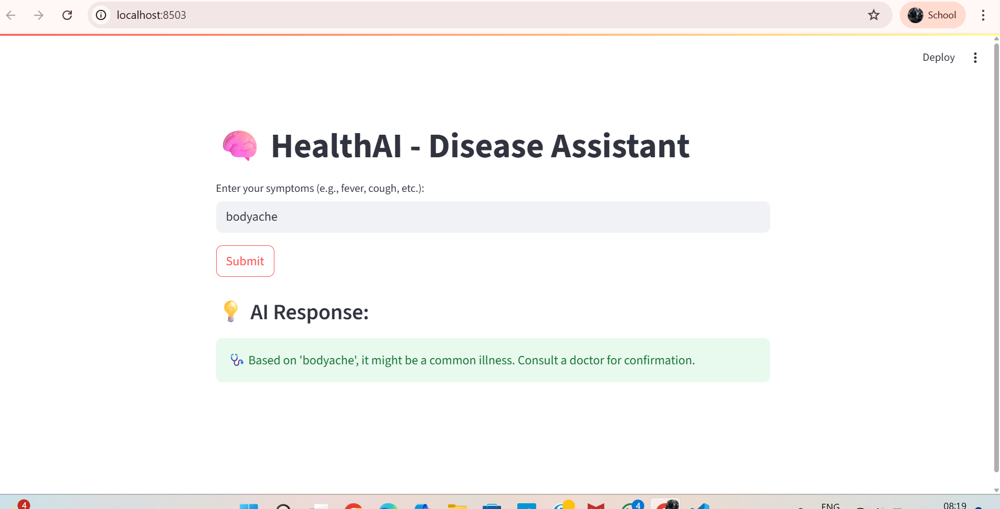 localhost:8503
School
Deploy
HealthAI - Disease Assistant
Enter your symptoms (e.g., fever, cough, etc.):
bodyache
Submit
AI Response:
Based on 'bodyache', it might be a common illness. Consult a doctor for confirmation.
4
4
ENG
08:19